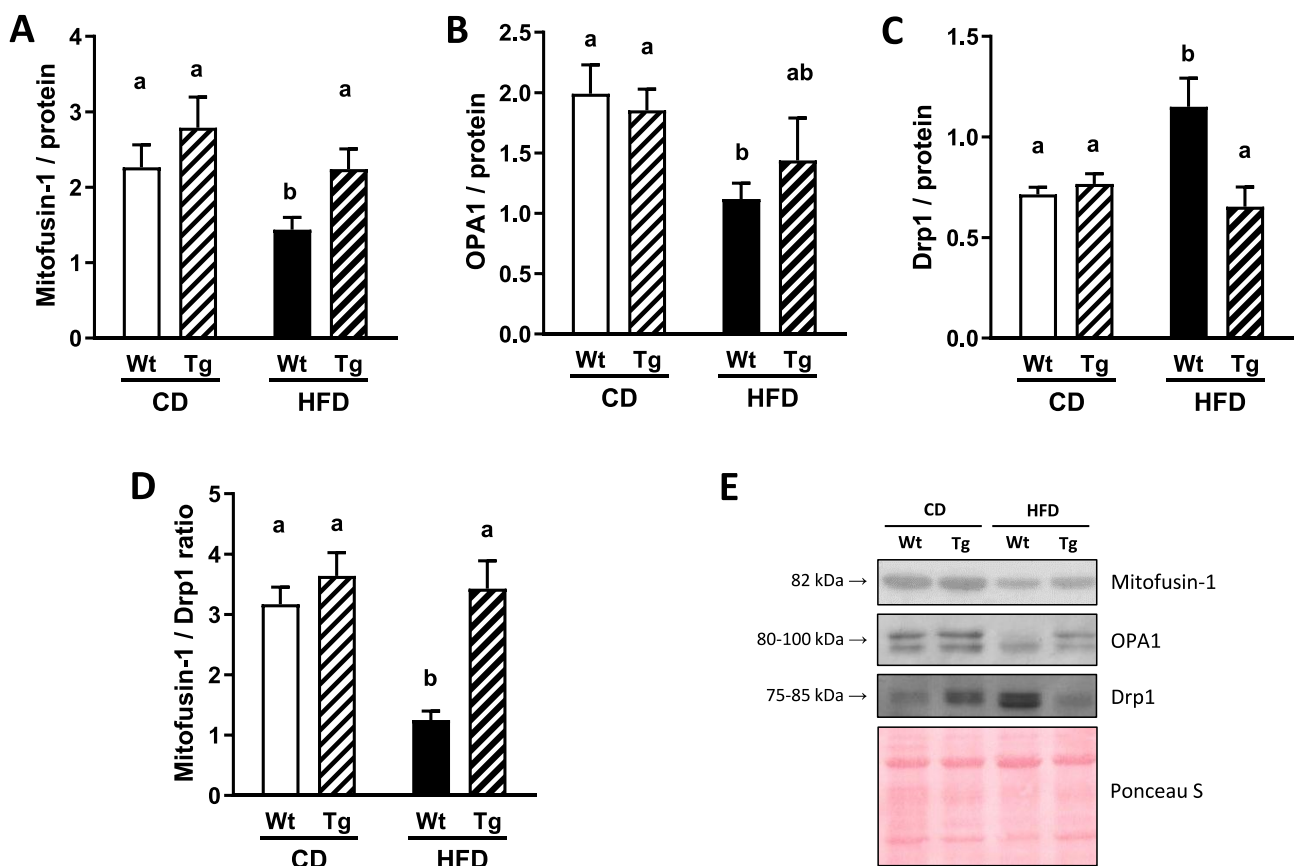 A
Mitofusin-1 / protein
4
3
2
1
0
a
a
b
a
Wt Tg Wt Tg
CD HFD
B
OPA1 / protein
2.5
2.0
1.5
1.0
0.5
0.0
a
a
b
ab
Wt Tg Wt Tg
CD HFD
C
Drp1 / protein
1.5
1.0
0.5
0.0
a
a
b
a
Wt Tg Wt Tg
CD HFD
D
Mitofusin-1 / Drp1 ratio
5
4
3
2
1
0
a
a
b
a
Wt Tg Wt Tg
CD HFD
E
CD HFD
Wt Tg Wt Tg
82 kDa → Mitofusin-1
80-100 kDa → OPA1
75-85 kDa → Drp1
Ponceau S